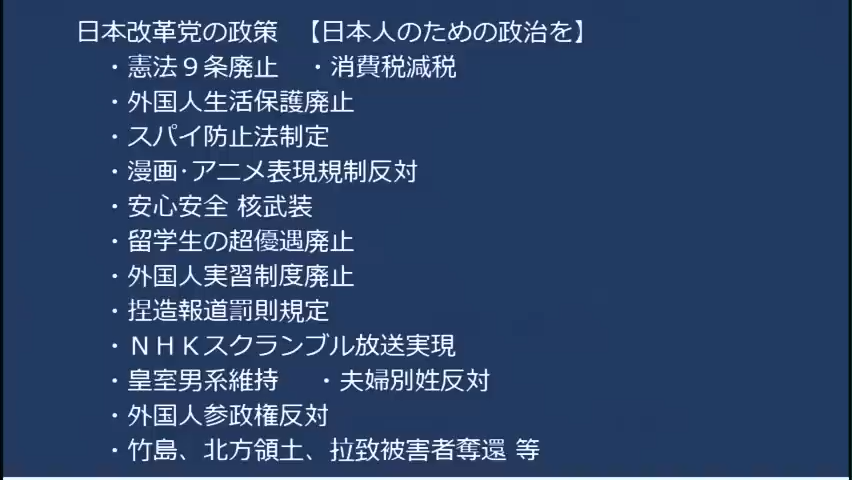 日本改革党の政策　【日本人のための政治を】
・憲法９条廃止　・消費税減税
・外国人生活保護廃止
・スパイ防止法制定
・漫画･アニメ表現規制反対
・安心安全 核武装
・留学生の超優遇廃止
・外国人実習制度廃止
・捏造報道罰則規定
・ＮＨＫスクランブル放送実現
・皇室男系維持　・夫婦別姓反対
・外国人参政権反対
・竹島、北方領土、拉致被害者奪還 等